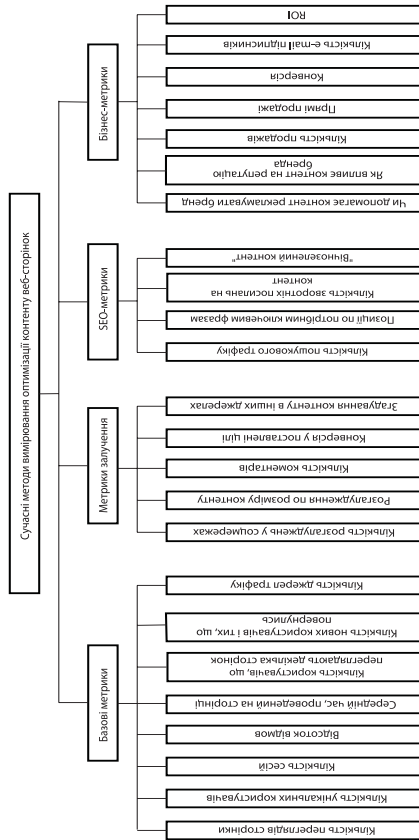 Сучасні методи вимірювання оптимізації контенту веб-сторінок
Базові метрики
Кількість переглядів сторінки
Кількість унікальних користувачів
Кількість сесій
Відсоток відмов
Середній час, проведений на сторінці
Кількість користувачів, що
переглядають декілька сторінок
Кількість нових користувачів і тих, що
повернулись
Кількість джерел трафіку
Метрики залучення
Кількість розгалуджень у соцмережах
Розгалудження по розміру контенту
Кількість коментарів
Конверсія у поставлені цілі
Згадування контенту в інших джерелах
SEO-метрики
Кількість пошукового трафіку
Позиції по потрібним ключевим фразам
Кількість зворотніх посилань на
контент
"Вічнозелений контент"
Бізнес-метрики
Чи допомагає контент рекламувати бренд
Як впливає контент на репутацію
бренда
Кількість продажів
Прямі продажі
Конверсія
Кількість e-mail підписників
ROI